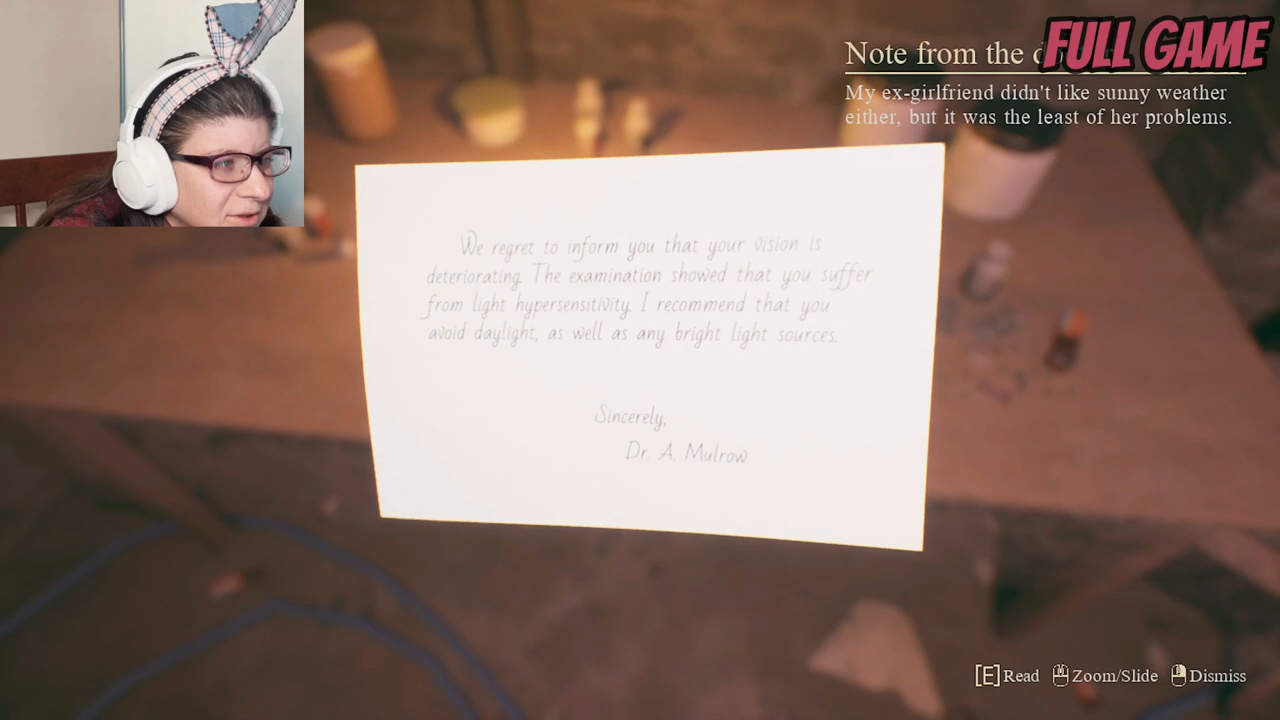 FULL GAME
Note from the d
My ex-girlfriend didn't like sunny weather
either, but it was the least of her problems.
We regret to inform you that your vision is
deteriorating. The examination showed that you suffer
from light hypersensitivity. I recommend that you
avoid daylight, as well as any bright light sources.
Sincerely,
Dr. A. Mulrow
[E] Read Zoom/Slide Dismiss